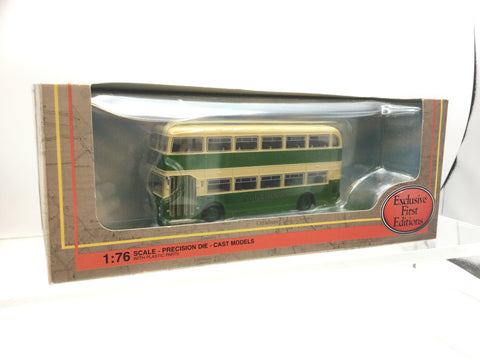 Exclusive
First
Editions
1:76 SCALE - PRECISION DIE - CAST MODELS
WITH PLASTIC PARTS